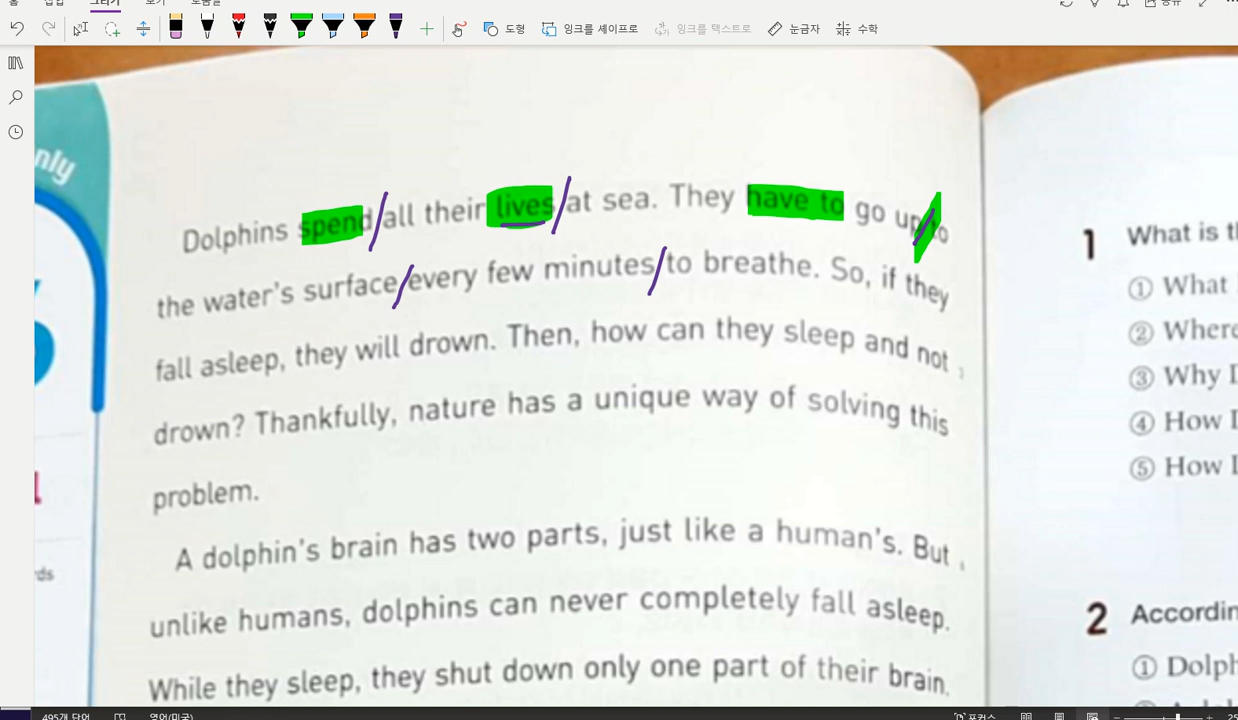 그리기
도형
잉크를 셰이프로
잉크를 텍스트로
눈금자
수학
nly
Dolphins spend all their lives at sea. They have to go up to
the water's surface every few minutes to breathe. So, if they
fall asleep, they will drown. Then, how can they sleep and not
drown? Thankfully, nature has a unique way of solving this
problem.
A dolphin's brain has two parts, just like a human's. But
unlike humans, dolphins can never completely fall asleep.
While they sleep, they shut down only one part of their brain.
rds
1 What is t
① What
② Where
③ Why D
④ How D
⑤ How D
2 Accordin
① Dolph
495개 단어
영어(미국)
포커스